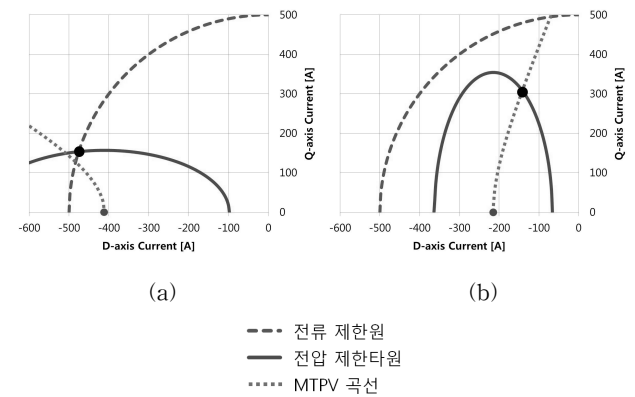 500
400
300
200
100
0
Q-axis Current [A]
-600 -500 -400 -300 -200 -100 0
D-axis Current [A]
(a)
500
400
300
200
100
0
Q-axis Current [A]
-600 -500 -400 -300 -200 -100 0
D-axis Current [A]
(b)
전류 제한원
전압 제한타원
MTPV 곡선